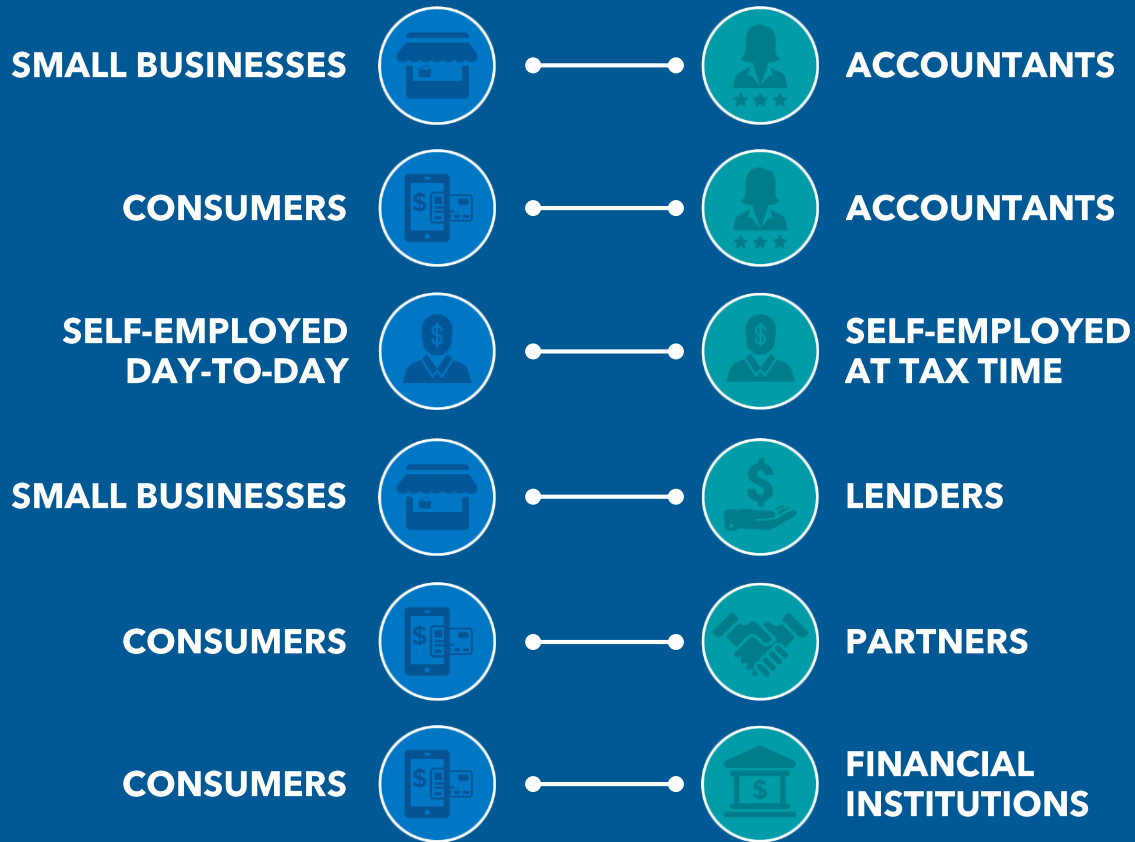 SMALL BUSINESSES
ACCOUNTANTS
CONSUMERS
ACCOUNTANTS
SELF-EMPLOYED
DAY-TO-DAY
SELF-EMPLOYED
AT TAX TIME
SMALL BUSINESSES
$
LENDERS
CONSUMERS
$
PARTNERS
CONSUMERS
$
$
FINANCIAL
INSTITUTIONS